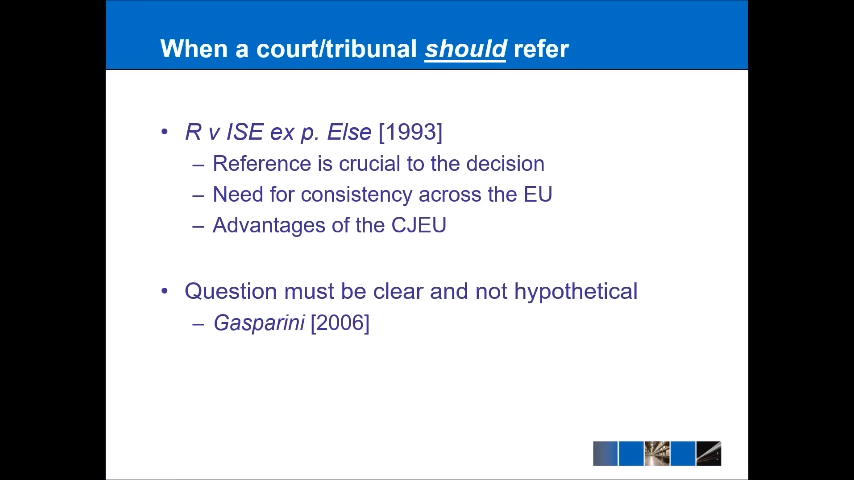 When a court/tribunal should refer
• R v ISE ex p. Else [1993]
– Reference is crucial to the decision
– Need for consistency across the EU
– Advantages of the CJEU
• Question must be clear and not hypothetical
– Gasparini [2006]